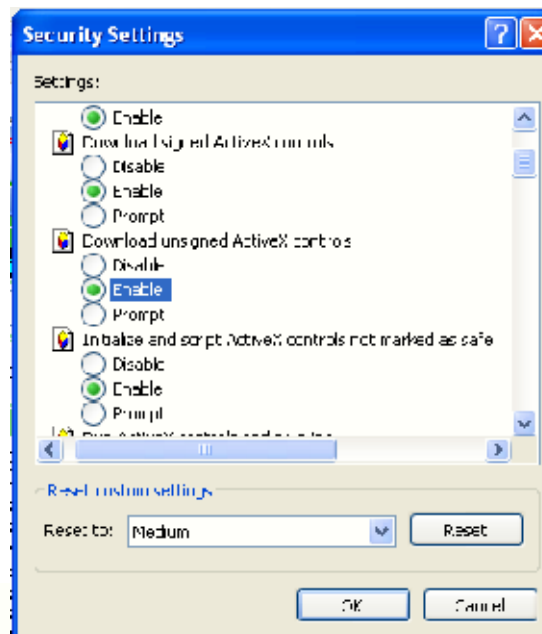 Security Settings
Settings:
Enable
Download signed ActiveX controls
Disable
Enable
Prompt
Download unsigned ActiveX controls
Disable
Enable
Prompt
Initialize and script ActiveX controls not marked as safe
Disable
Enable
Prompt
Reset custom settings
Reset to:
Medium
Reset
OK
Cancel